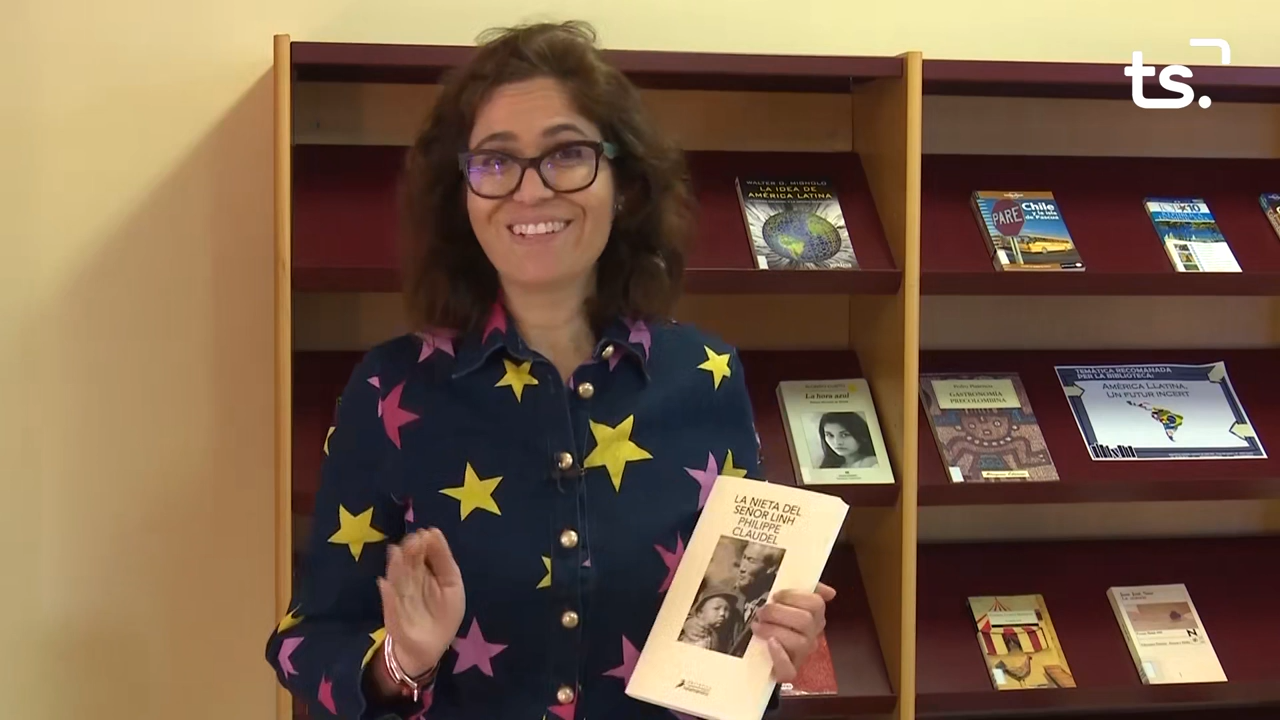 ts.
WALTER D. MIGNOLO
LA IDEA DE
AMÉRICA LATINA
PARE
Chile
y la isla
de Pascua
La hora azul
GASTRONOMÍA
PRECOLOMBINA
TEMÀTICA RECOMANADA
PER LA BIBLIOTECA:
AMÈRICA LLATINA,
UN FUTUR INCERT
LA NIETA DEL
SEÑOR LINH
PHILIPPE
CLAUDEL
N